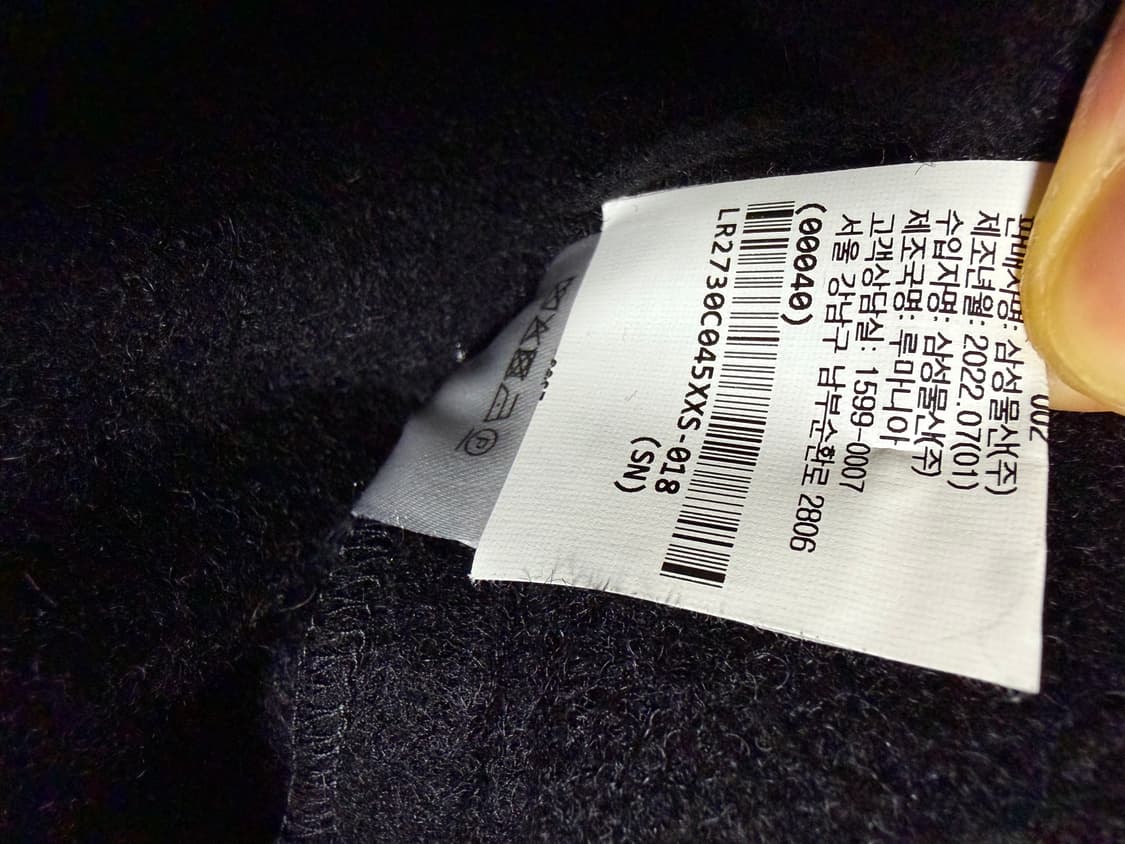 002
판매자명: 삼성물산(주)
제조년월: 2022.07(01)
수입자명: 삼성물산(주)
제조국명: 루마니아
고객상담실: 1599-0007
서울 강남구 남부순환로 2806
(000040)
LR2730C045XXS-018
(SN)
P